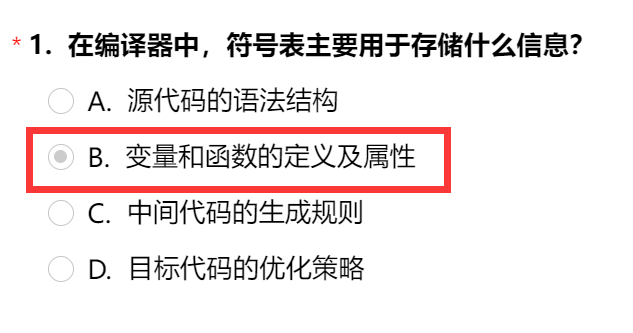 * 1. 在编译器中，符号表主要用于存储什么信息？
A. 源代码的语法结构
B. 变量和函数的定义及属性
C. 中间代码的生成规则
D. 目标代码的优化策略